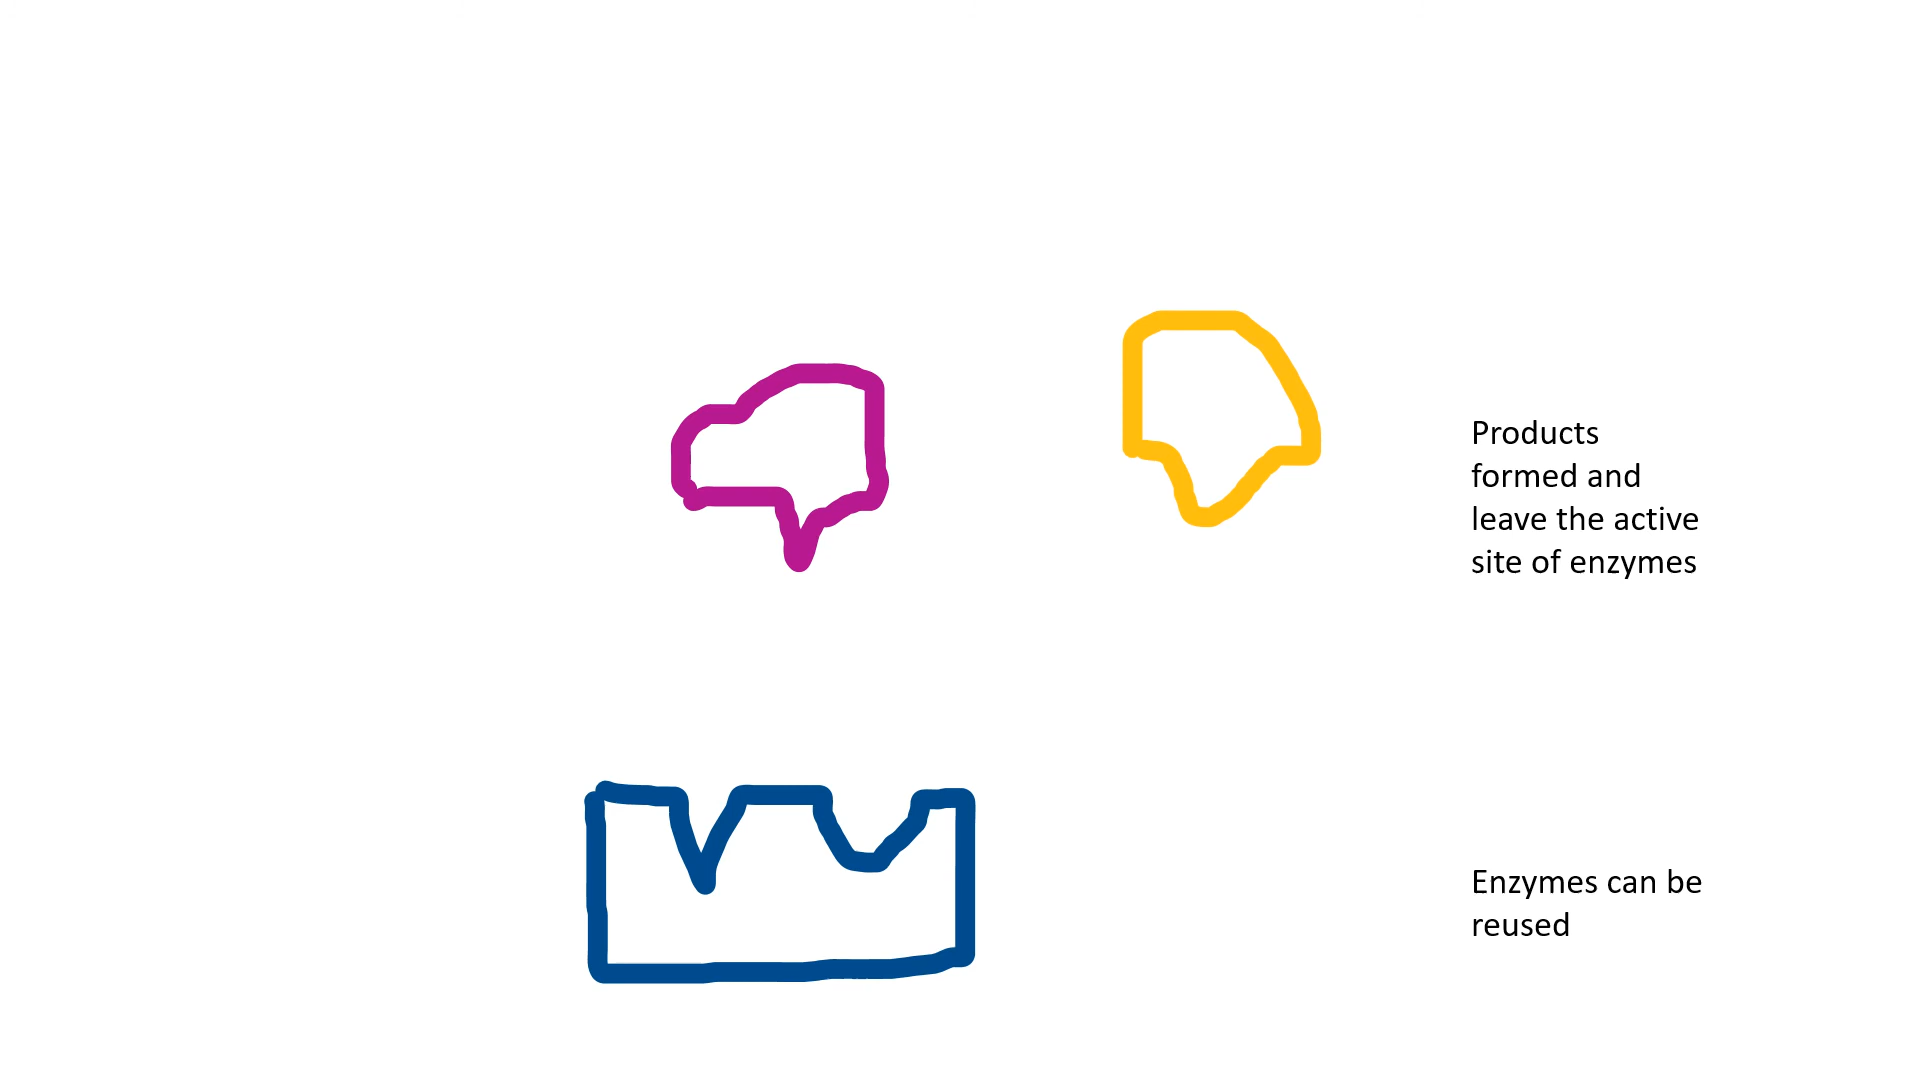 Products
formed and
leave the active
site of enzymes
Enzymes can be
reused